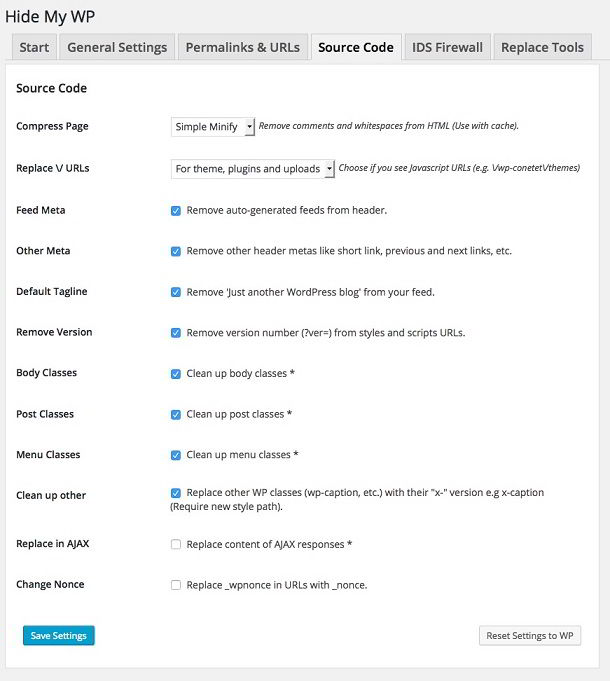 Hide My WP
Start General Settings Permalinks & URLs Source Code IDS Firewall Replace Tools
Source Code
Compress Page Simple Minify Remove comments and whitespaces from HTML (Use with cache).
Replace \/ URLs For theme, plugins and uploads Choose if you see Javascript URLs (e.g. \/wp-conetet\/themes)
Feed Meta Remove auto-generated feeds from header.
Other Meta Remove other header metas like short link, previous and next links, etc.
Default Tagline Remove 'Just another WordPress blog' from your feed.
Remove Version Remove version number (?ver=) from styles and scripts URLs.
Body Classes Clean up body classes *
Post Classes Clean up post classes *
Menu Classes Clean up menu classes *
Clean up other Replace other WP classes (wp-caption, etc.) with their "x-" version e.g x-caption
(Require new style path).
Replace in AJAX Replace content of AJAX responses *
Change Nonce Replace _wpnonce in URLs with _nonce.
Save Settings Reset Settings to WP